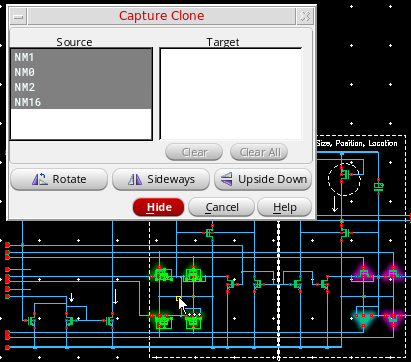 Capture Clone
Source
Target
NM1
NM0
NM2
NM16
Clear
Clear All
Size, Position, Location
Rotate
Sideways
Upside Down
Hide
Cancel
Help